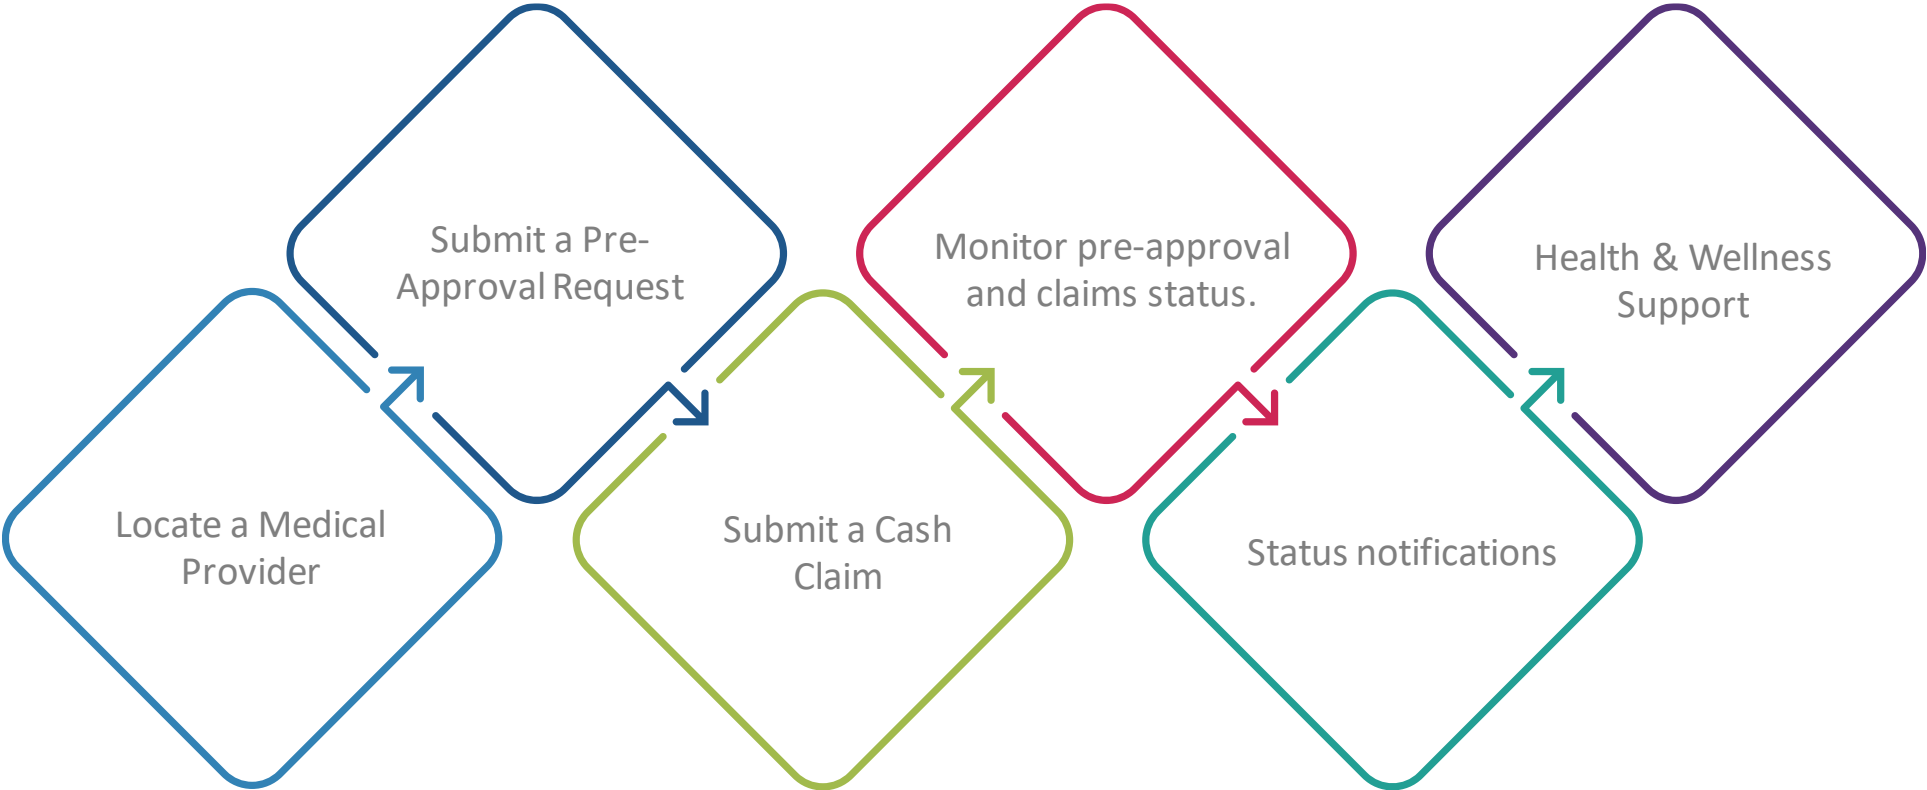 Locate a Medical
Provider
Submit a Pre-
Approval Request
Submit a Cash
Claim
Monitor pre-approval
and claims status.
Status notifications
Health & Wellness
Support